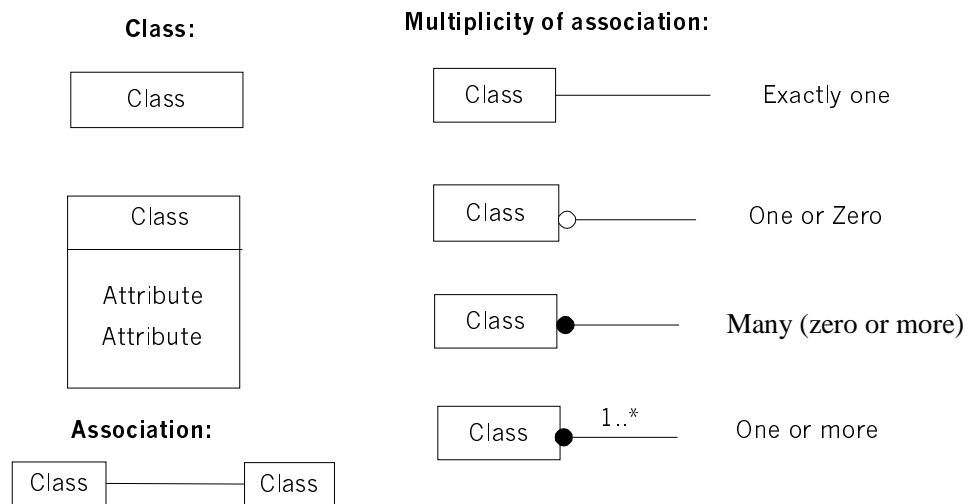 Class:
Class
Class
Attribute
Attribute
Association:
Class Class
Multiplicity of association:
Class Exactly one
Class One or Zero
Class Many (zero or more)
Class 1..* One or more